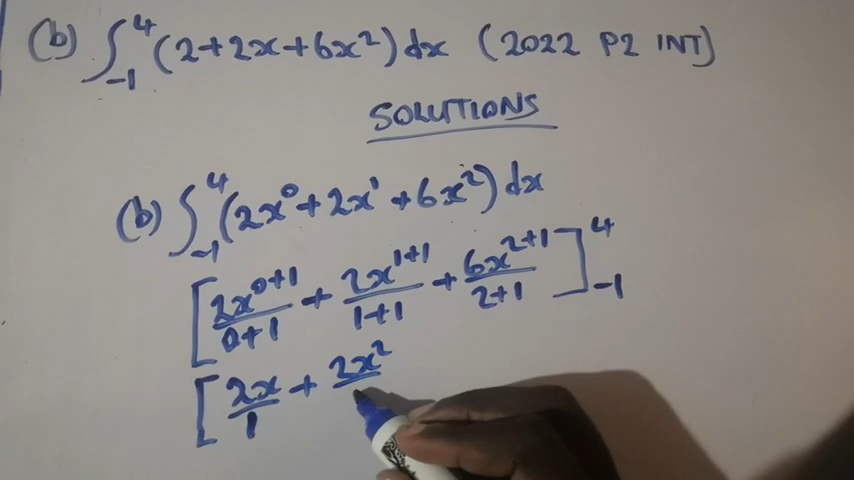 (b) ∫₋₁⁴ (2+2x+6x²) dx (2022 P2 INT)
SOLUTIONS
(b) ∫₋₁⁴ (2x⁰+2x¹+6x²) dx
[2x⁰⁺¹/0+1 + 2x¹⁺¹/1+1 + 6x²⁺¹/2+1]₋₁⁴
[2x/1 + 2x²/